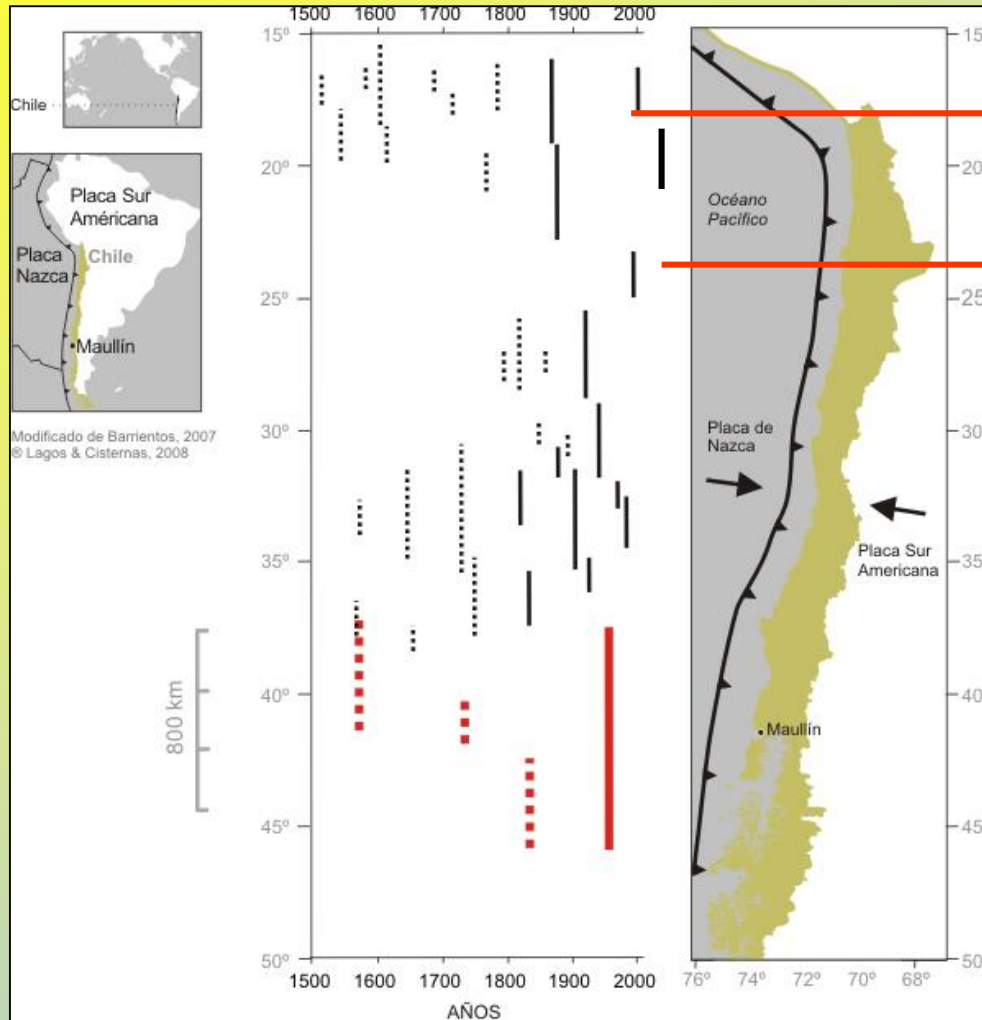 1500 1600 1700 1800 1900 2000
Chile
Placa Sur
Américana
Placa
Nazca
Chile
Maullín
Modificado de Barrientos, 2007
® Lagos & Cisternas, 2008
800 km
15º
20º
25º
30º
35º
40º
45º
50º
1500 1600 1700 1800 1900 2000
AÑOS
Océano
Pacífico
Placa de
Nazca
Placa Sur
Americana
Maullín
76º 74º 72º 70º 68º
15
20
25
30
35
40
45
50